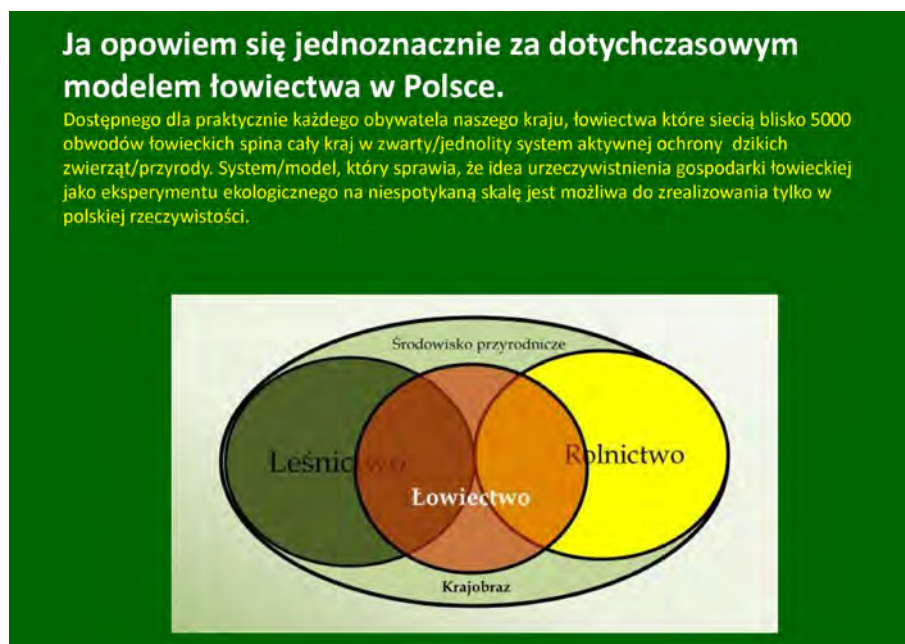 Ja opowiem się jednoznacznie za dotychczasowym
modelem łowiectwa w Polsce.
Dostępnego dla praktycznie każdego obywatela naszego kraju, łowiectwa które siecią blisko 5000
obwodów łowieckich spina cały kraj w zwarty/jednolity system aktywnej ochrony dzikich
zwierząt/przyrody. System/model, który sprawia, że idea urzeczywistnienia gospodarki łowieckiej
jako eksperymentu ekologicznego na niespotykaną skalę jest możliwa do zrealizowania tylko w
polskiej rzeczywistości.
Środowisko przyrodnicze
Leśnictwo
Rolnictwo
Łowiectwo
Krajobraz